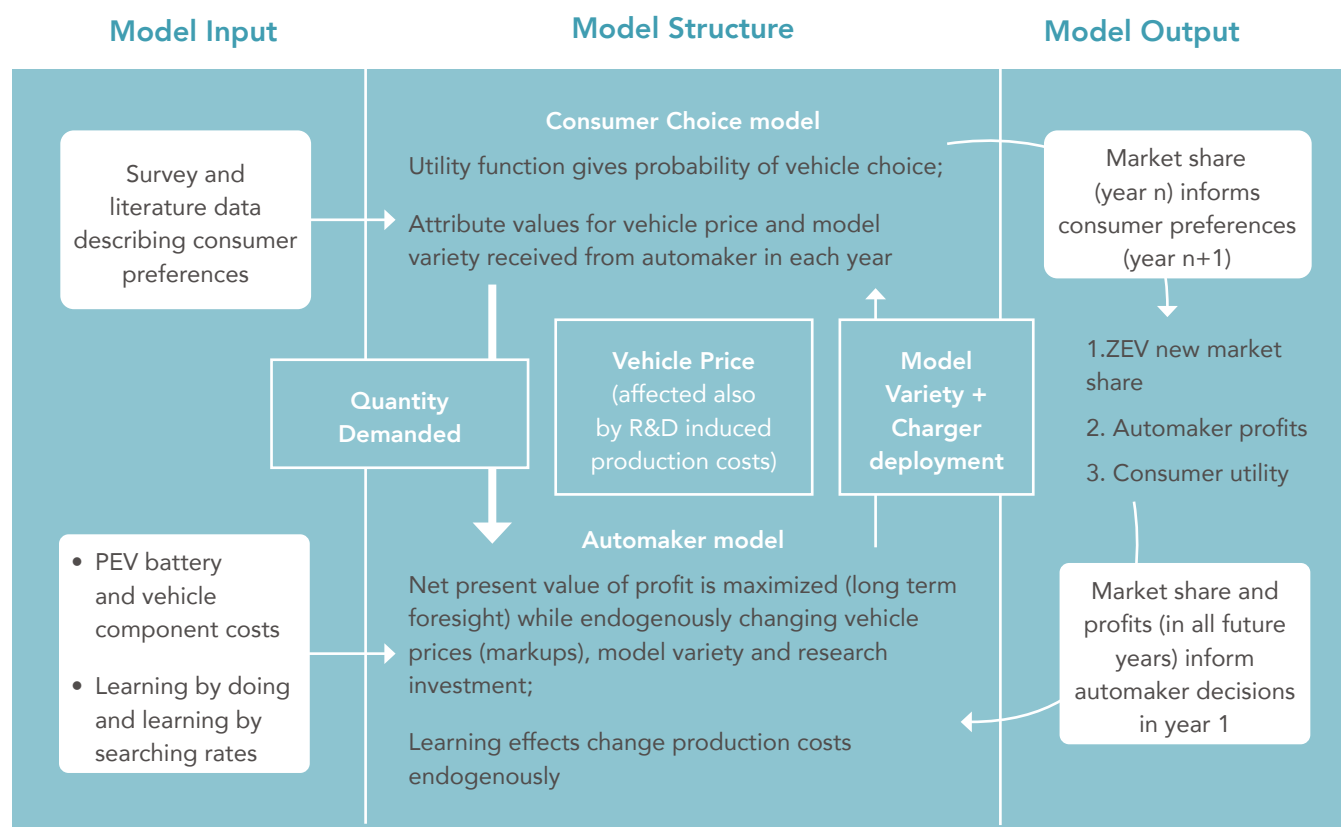 Model Input
Model Structure
Model Output
Survey and
literature data
describing consumer
preferences
Consumer Choice model
Utility function gives probability of vehicle choice;
Attribute values for vehicle price and model
variety received from automaker in each year
Market share
(year n) informs
consumer preferences
(year n+1)
Quantity
Demanded
Vehicle Price
(affected also
by R&D induced
production costs)
Model
Variety +
Charger
deployment
1.ZEV new market
share
2. Automaker profits
3. Consumer utility
• PEV battery
and vehicle
component costs
• Learning by doing
and learning by
searching rates
Automaker model
Net present value of profit is maximized (long term
foresight) while endogenously changing vehicle
prices (markups), model variety and research
investment;
Learning effects change production costs
endogenously
Market share and
profits (in all future
years) inform
automaker decisions
in year 1